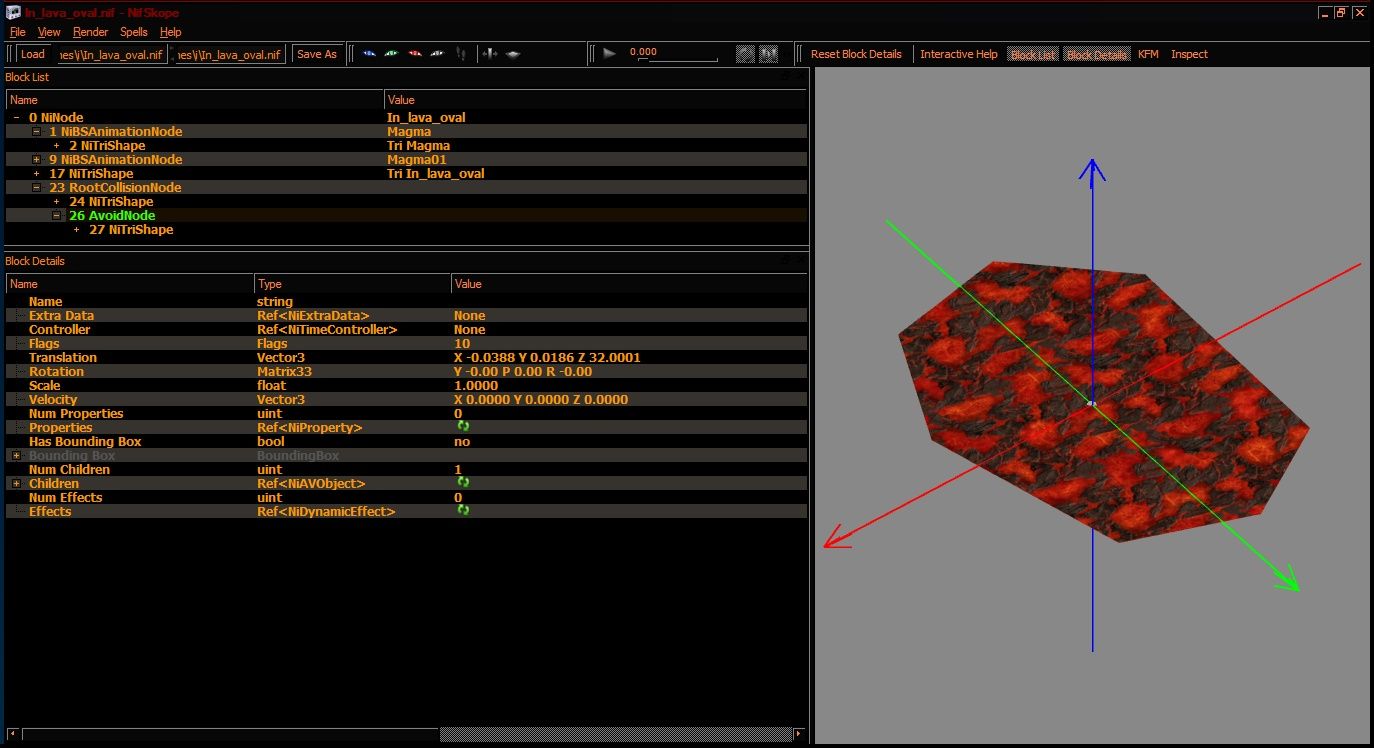 In_lava_oval.nif - NifSkope
File View Render Spells Help
Load nes\i\In_lava_oval.nif nes\i\In_lava_oval.nif Save As 0.000 Reset Block Details Interactive Help Block List Block Details KFM Inspect
Block List
Name Value
0 NiNode In_lava_oval
1 NiBSAnimationNode Magma
2 NiTriShape Tri Magma
9 NiBSAnimationNode Magma01
17 NiTriShape Tri In_lava_oval
23 RootCollisionNode
24 NiTriShape
26 AvoidNode
27 NiTriShape
Block Details
Name Type Value
Name string
Extra Data Ref<NiExtraData> None
Controller Ref<NiTimeController> None
Flags Flags 10
Translation Vector3 X -0.0388 Y 0.0186 Z 32.0001
Rotation Matrix33 Y -0.00 P 0.00 R -0.00
Scale float 1.0000
Velocity Vector3 X 0.0000 Y 0.0000 Z 0.0000
Num Properties uint 0
Properties Ref<NiProperty>
Has Bounding Box bool no
Bounding Box BoundingBox
Num Children uint 1
Children Ref<NiAVObject>
Num Effects uint 0
Effects Ref<NiDynamicEffect>